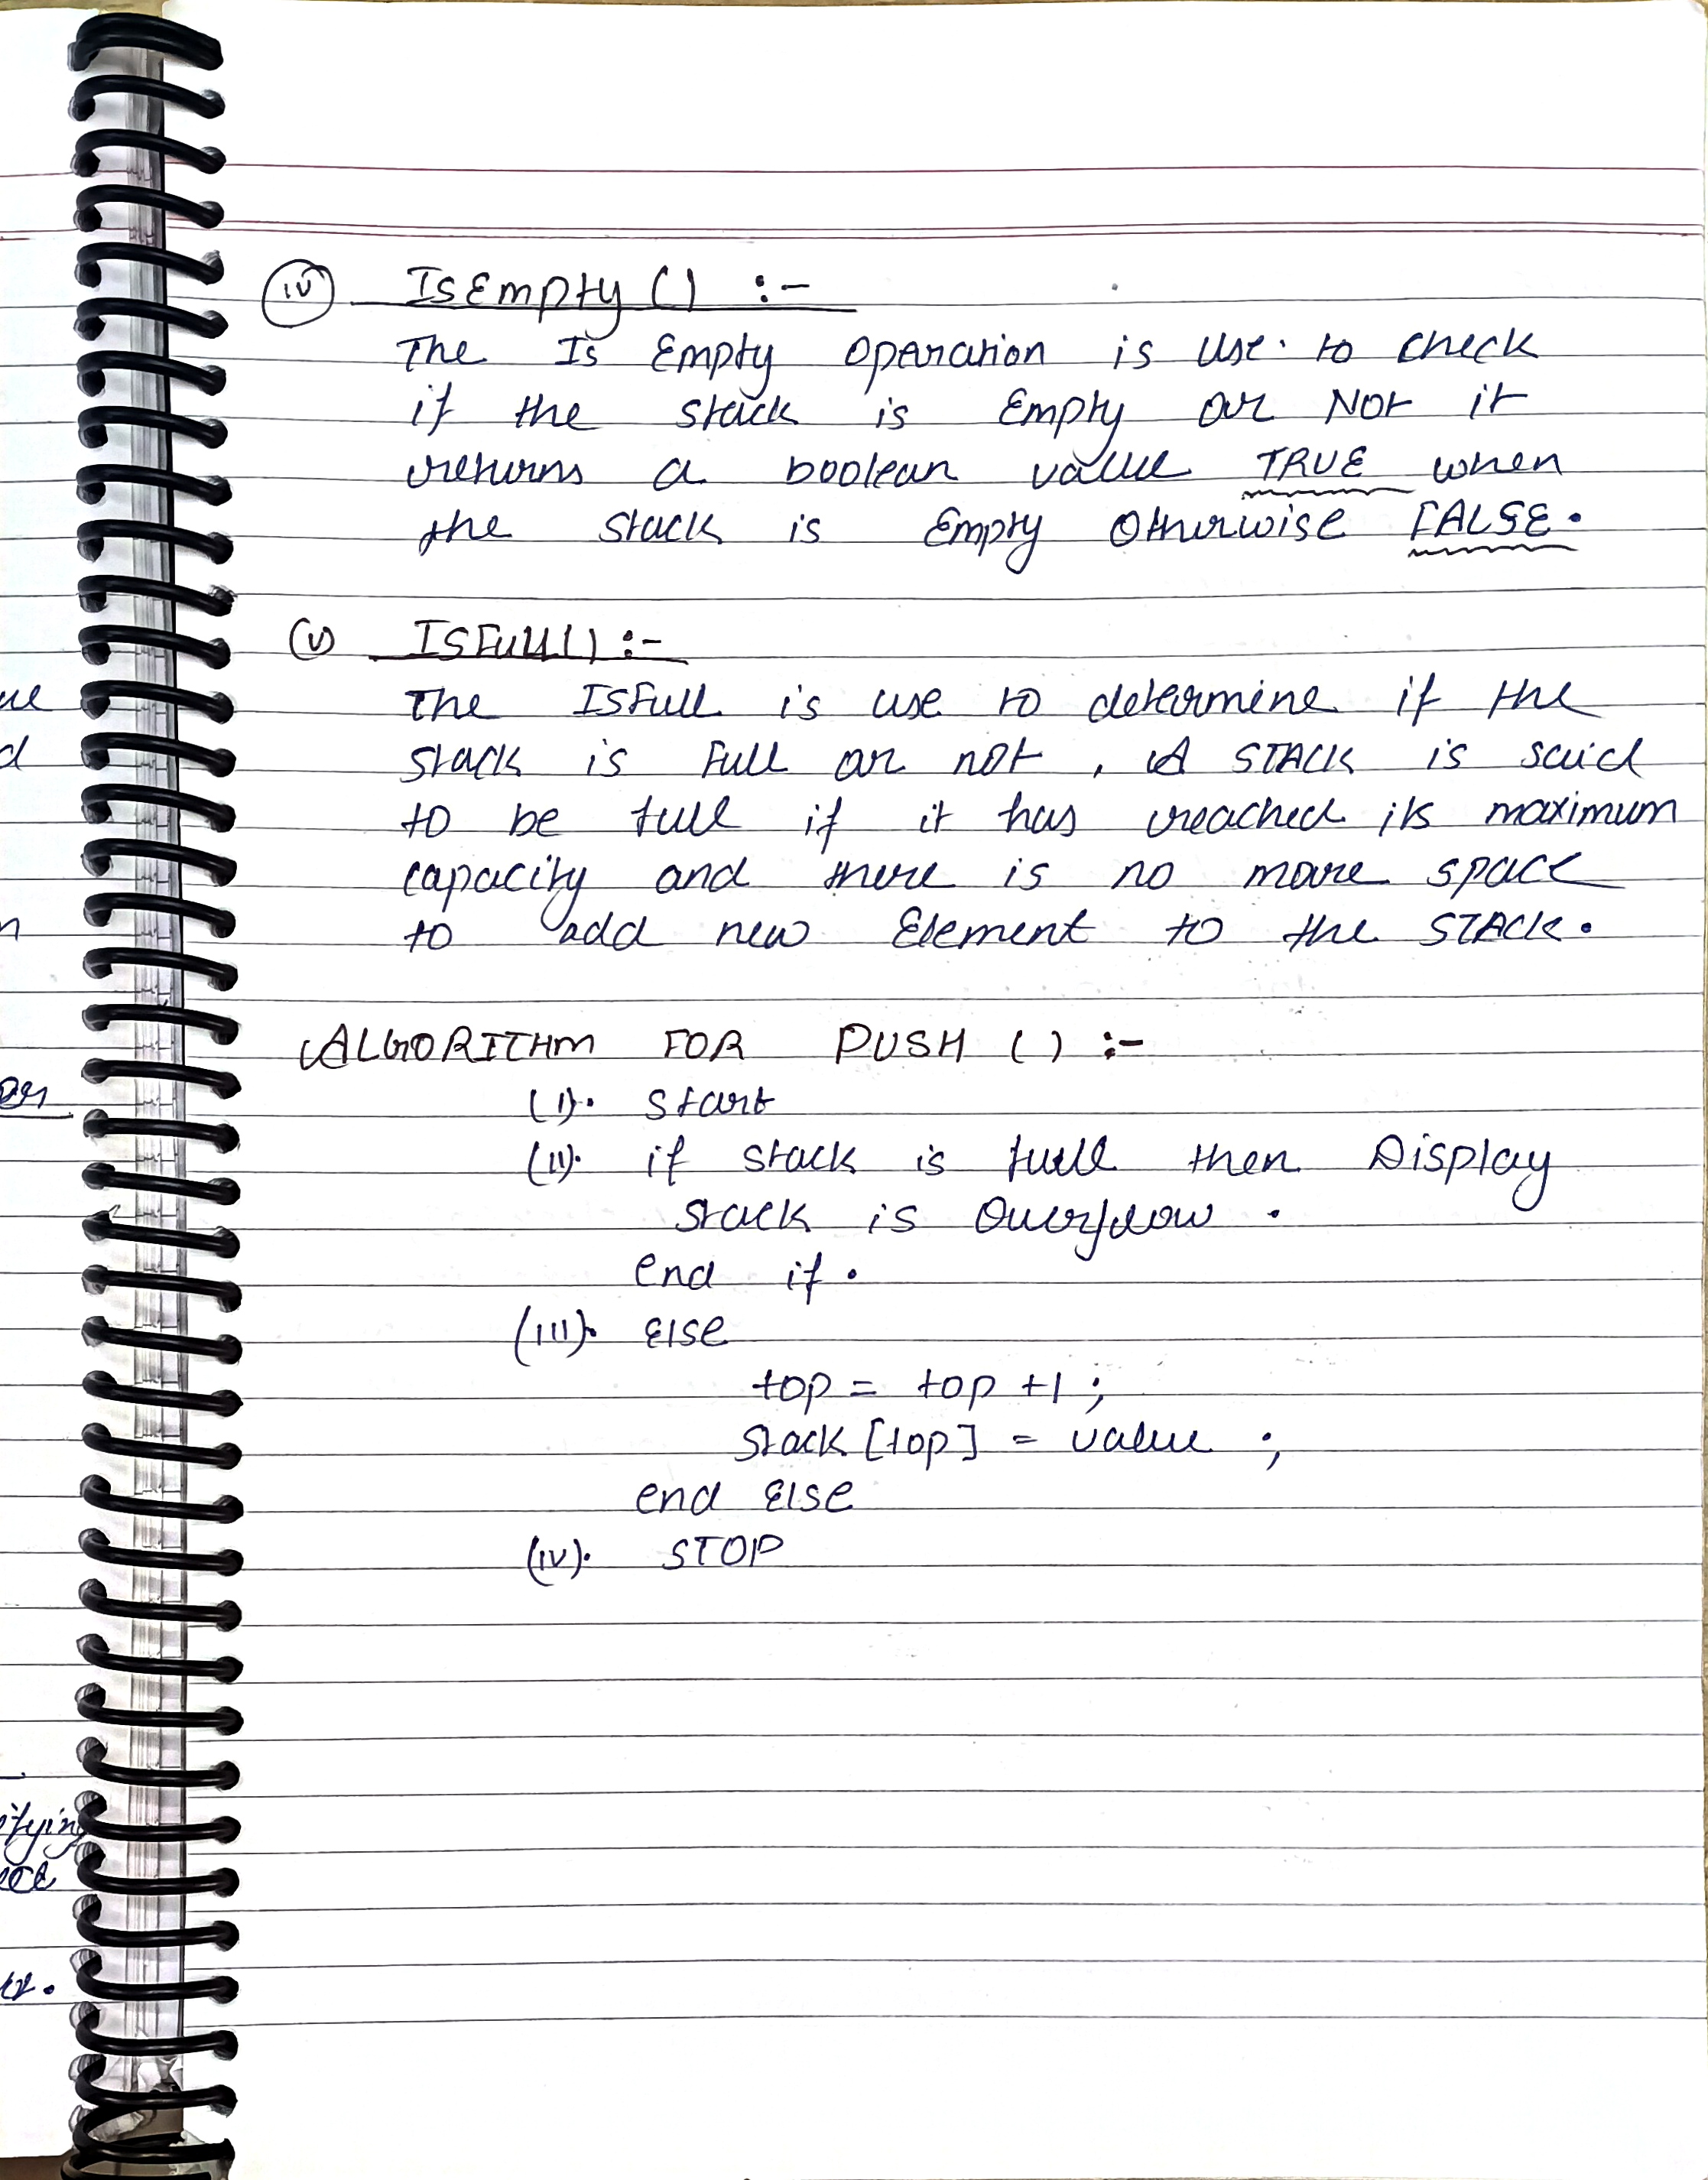 (iv) IsEmpty () :-
The Is Empty operation is use. to check
if the stack is Empty or Not it
returns a boolean value TRUE when
the stack is Empty Otherwise FALSE.
(v) IsFull() :-
The IsFull is use to determine if the
stack is Full or not , A STACK is said
to be full if it has reached its maximum
capacity and there is no more space
to add new Element to the STACK.
ALGORITHM FOR PUSH () :-
(I). Start
(II). if stack is full then Display
stack is Overflow .
end if .
(III). Else
top = top +1 ;
Stack [top] = value ;
end Else
(IV). STOP